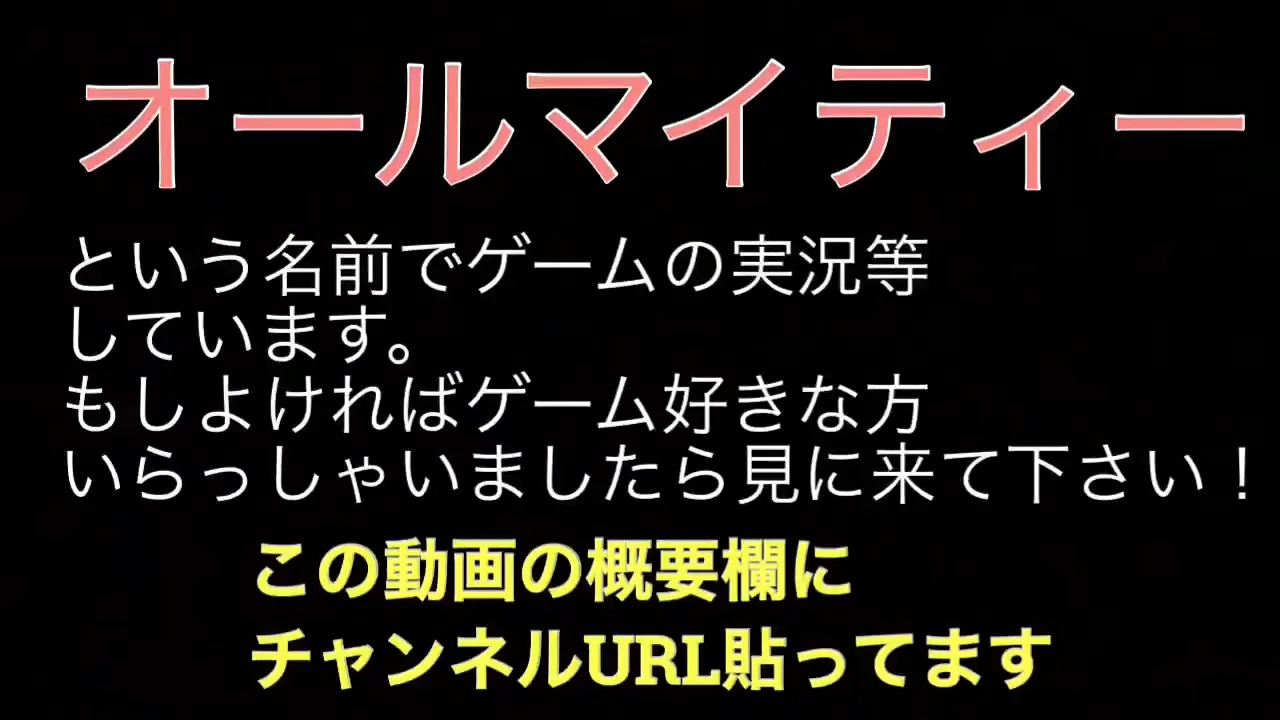 オールマイティー
という名前でゲームの実況等
しています。
もしよければゲーム好きな方
いらっしゃいましたら見に来て下さい！
この動画の概要欄に
チャンネルURL貼ってます